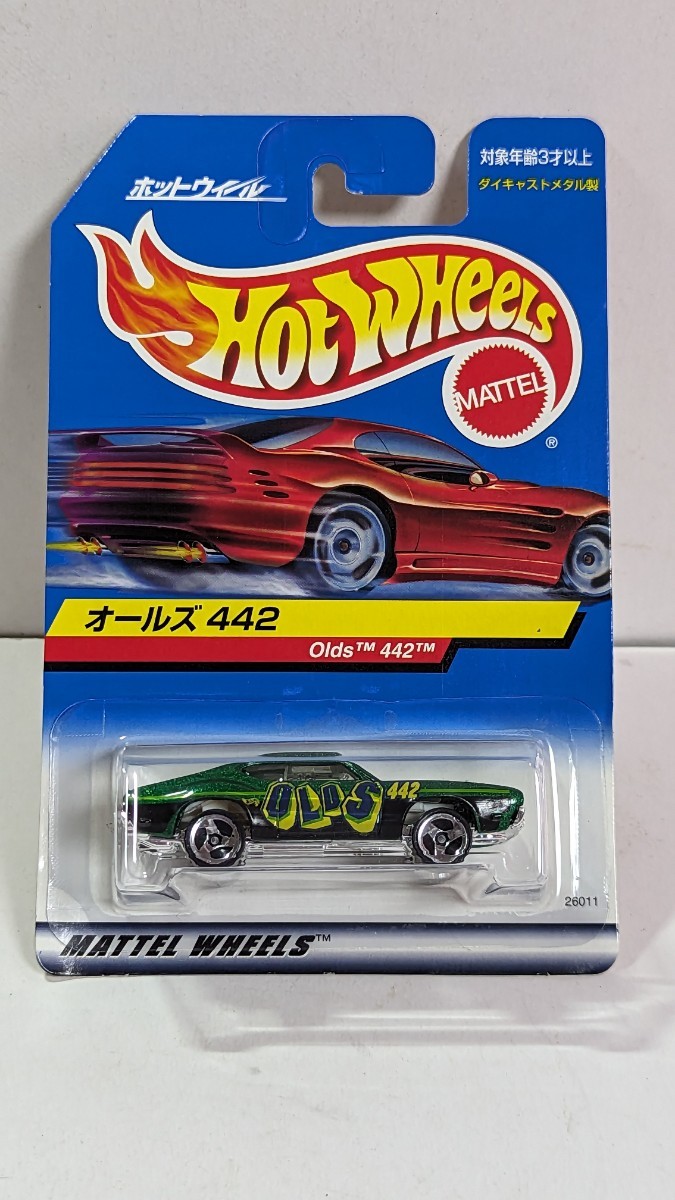 ホットウィール
対象年齢3才以上
ダイキャストメタル製
HOT WHEELS
MATTEL
®
オールズ 442
Olds™ 442™
OLDS 442
26011
MATTEL WHEELS™